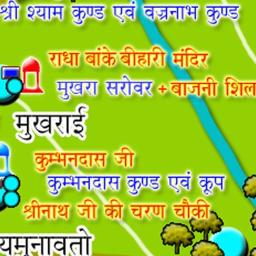 श्री श्याम कुण्ड एवं वज्रनाभ कुण्ड
राधा बांके बिहारी मंदिर
मुखरा सरोवर + बाजनी शिल
मुखराई
कुम्भनदास जी
कुम्भनदास कुण्ड एवं कूप
श्रीनाथ जी की चरण चौकी
यमुनावतो